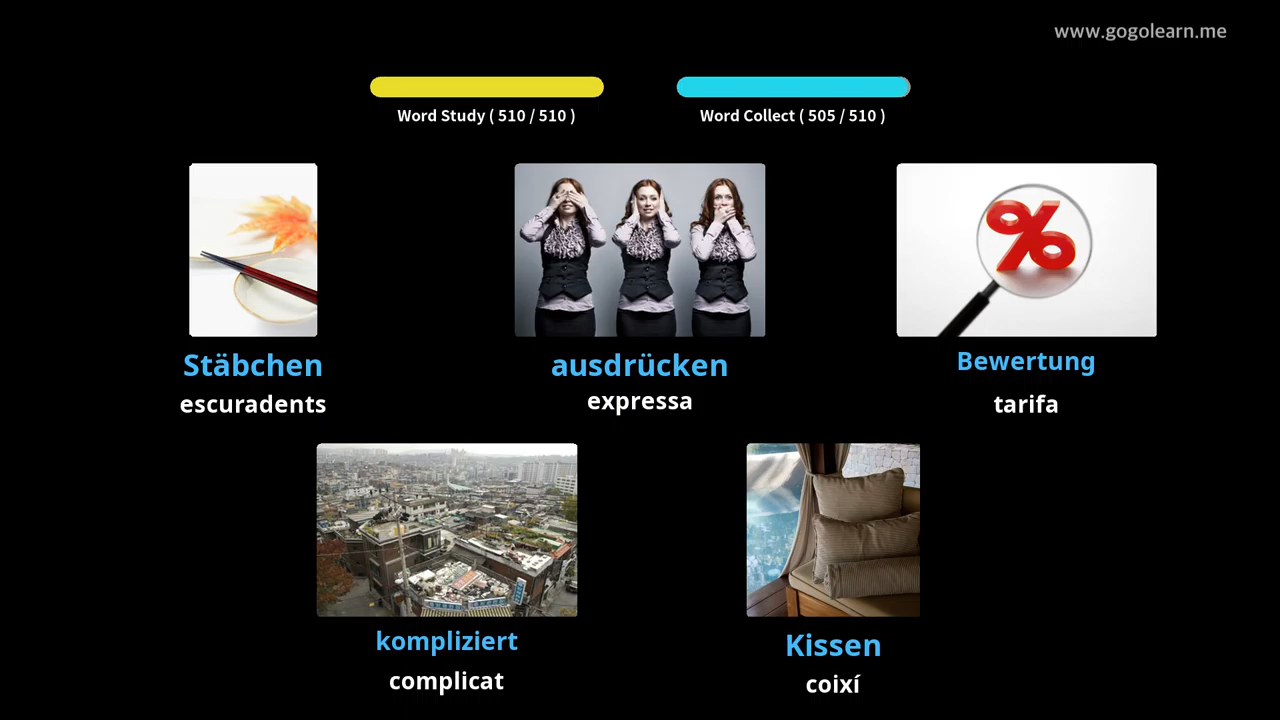 www.gogolearn.me
Word Study ( 510 / 510 )
Word Collect ( 505 / 510 )
Stäbchen
escuradents
ausdrücken
expressa
Bewertung
tarifa
kompliziert
complicat
Kissen
coixí